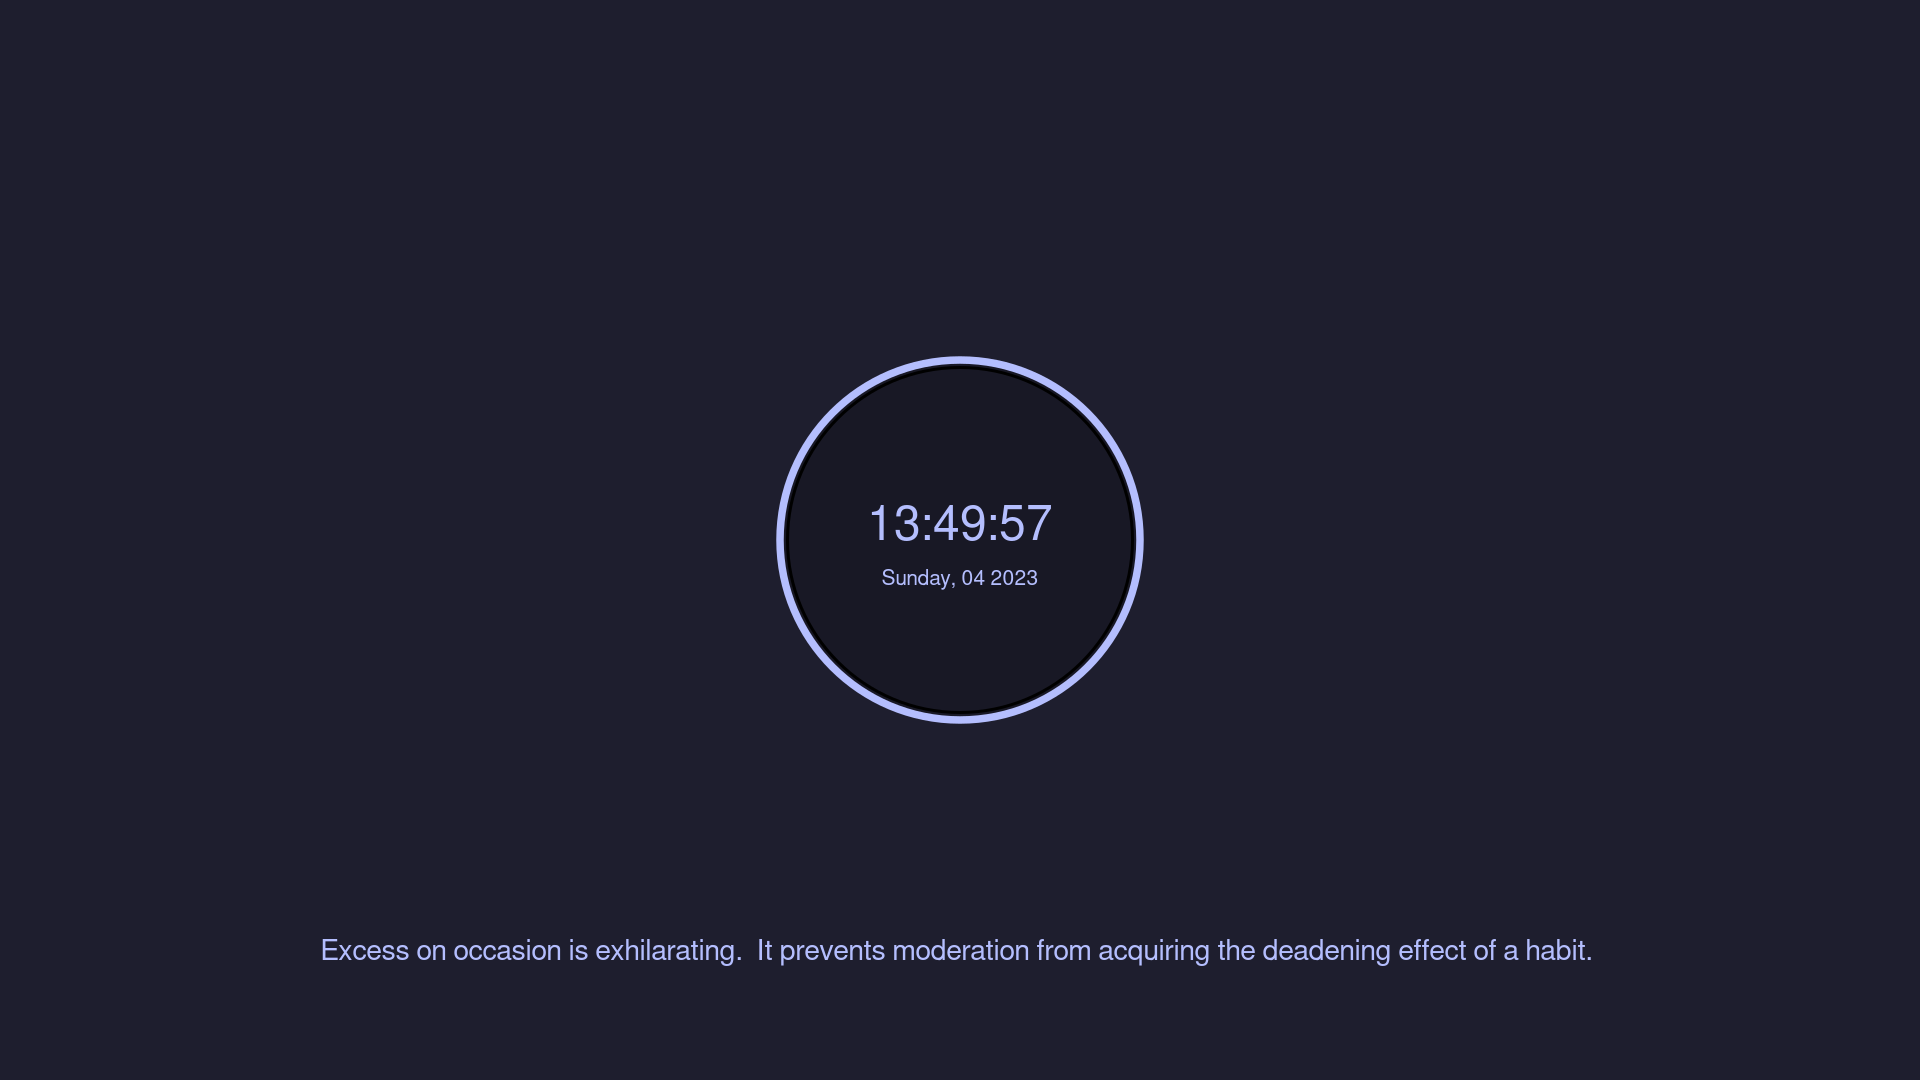 13:49:57
Sunday, 04 2023
Excess on occasion is exhilarating.  It prevents moderation from acquiring the deadening effect of a habit.